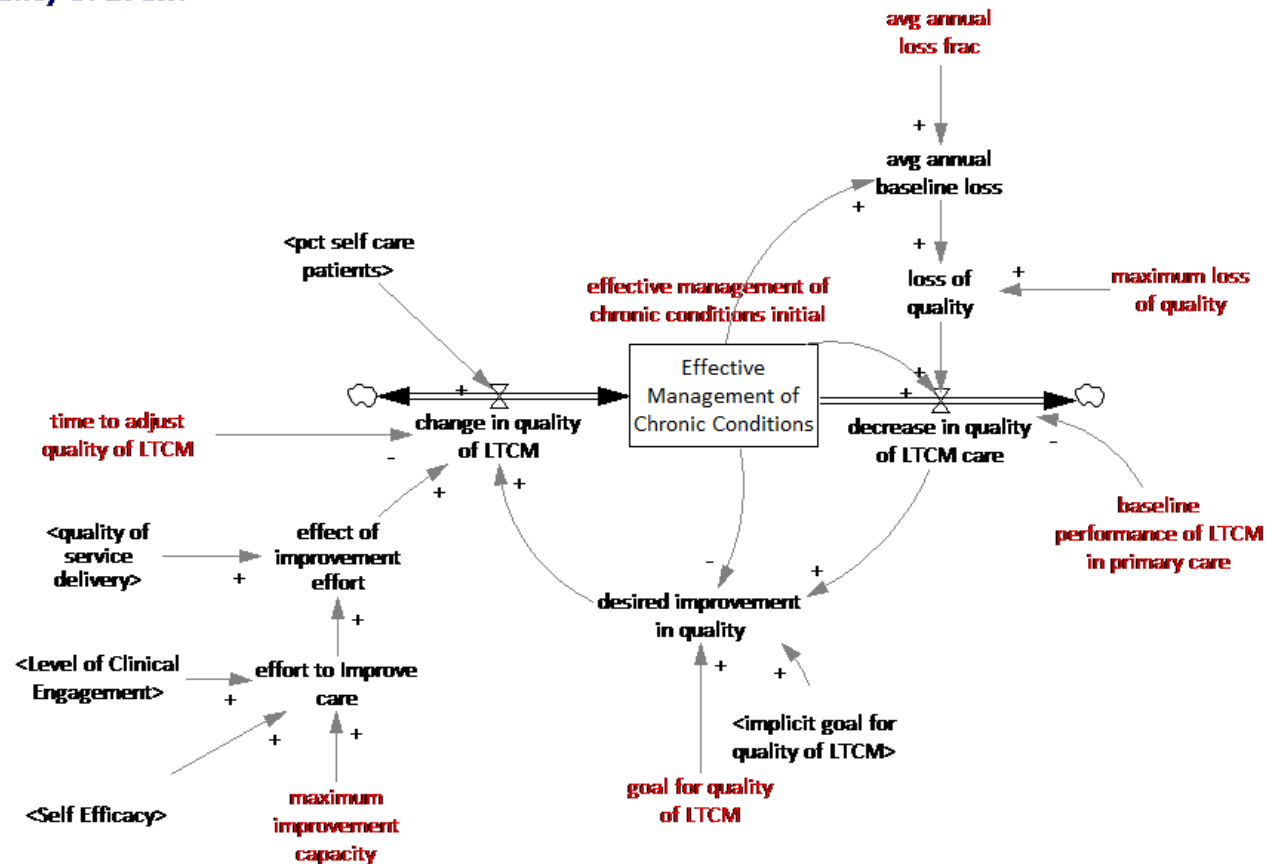 avg annual
loss frac
+
avg annual
baseline loss
+
+
<pct self care
patients>
effective management of
chronic conditions initial
loss of
quality
+
maximum loss
of quality
Effective
Management of
Chronic Conditions
+
+
+
time to adjust
quality of LTCM
-
change in quality
of LTCM
+
+
decrease in quality
of LTCM care
-
baseline
performance of LTCM
in primary care
<quality of
service
delivery>
+
effect of
improvement
effort
+
-
+
desired improvement
in quality
<Level of Clinical
Engagement>
+
effort to Improve
care
+
+
+
+
<implicit goal for
quality of LTCM>
<Self Efficacy>
maximum
improvement
capacity
goal for quality
of LTCM